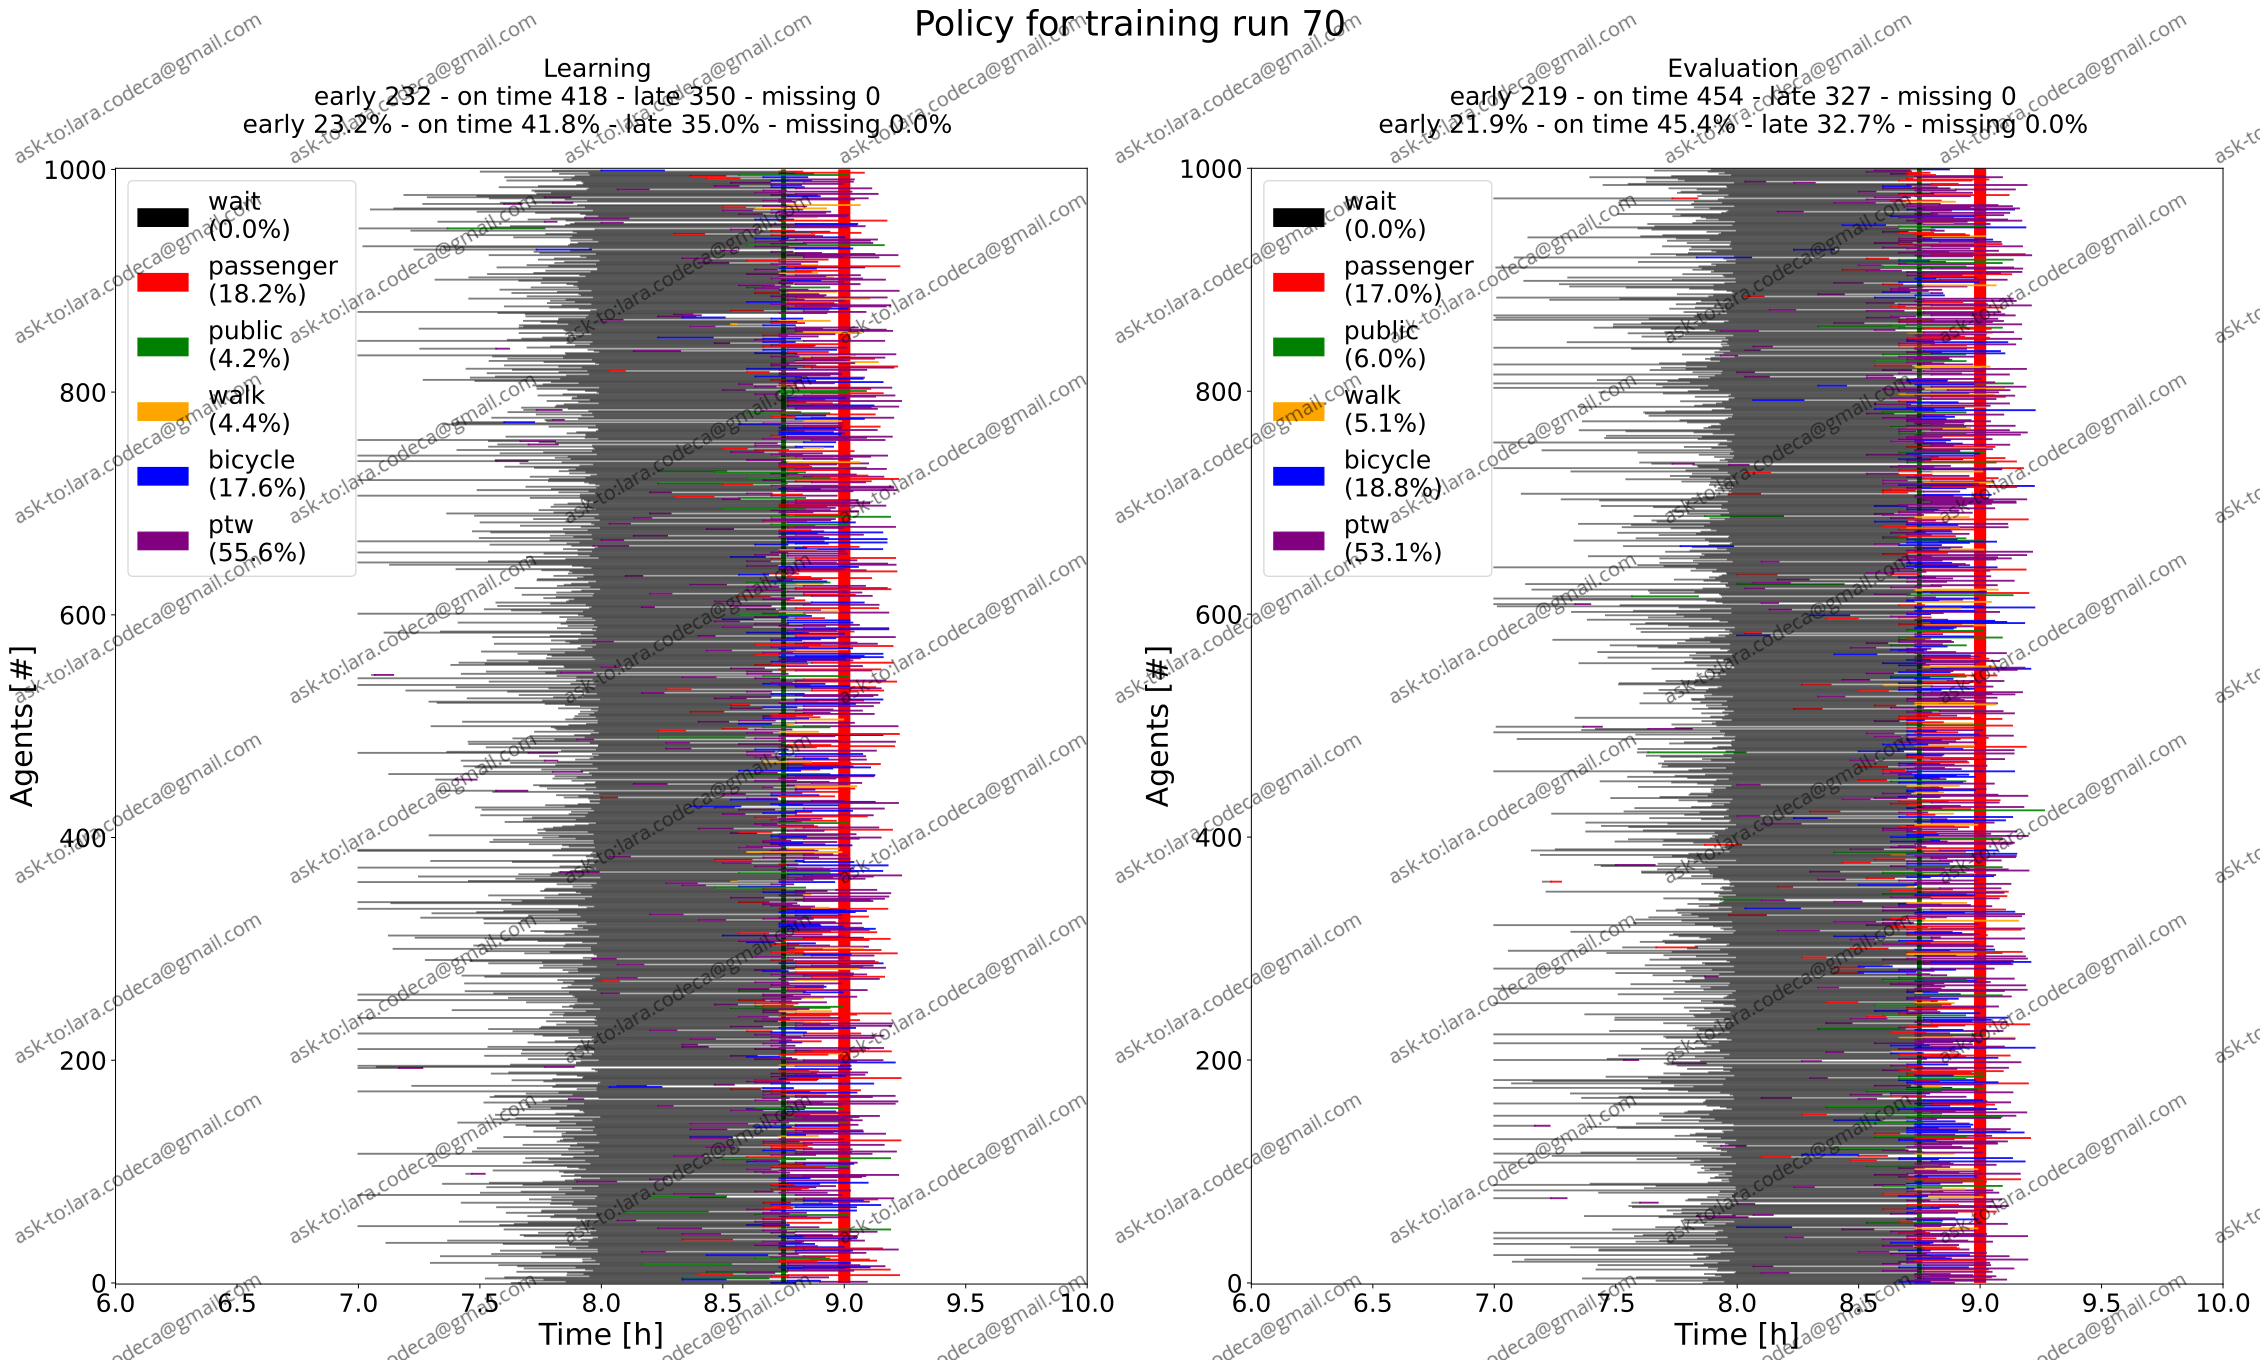 Policy for training run 70
Learning
early 232 - on time 418 - late 350 - missing 0
early 23.2% - on time 41.8% - late 35.0% - missing 0.0%
1000
800
600
400
200
0
Agents [#]
wait
(0.0%)
passenger
(18.2%)
public
(4.2%)
walk
(4.4%)
bicycle
(17.6%)
ptw
(55.6%)
6.0 6.5 7.0 7.5 8.0 8.5 9.0 9.5 10.0
Time [h]
Evaluation
early 219 - on time 454 - late 327 - missing 0
early 21.9% - on time 45.4% - late 32.7% - missing 0.0%
1000
800
600
400
200
0
Agents [#]
wait
(0.0%)
passenger
(17.0%)
public
(6.0%)
walk
(5.1%)
bicycle
(18.8%)
ptw
(53.1%)
6.0 6.5 7.0 7.5 8.0 8.5 9.0 9.5 10.0
Time [h]
ask-to:lara.codeca@gmail.com